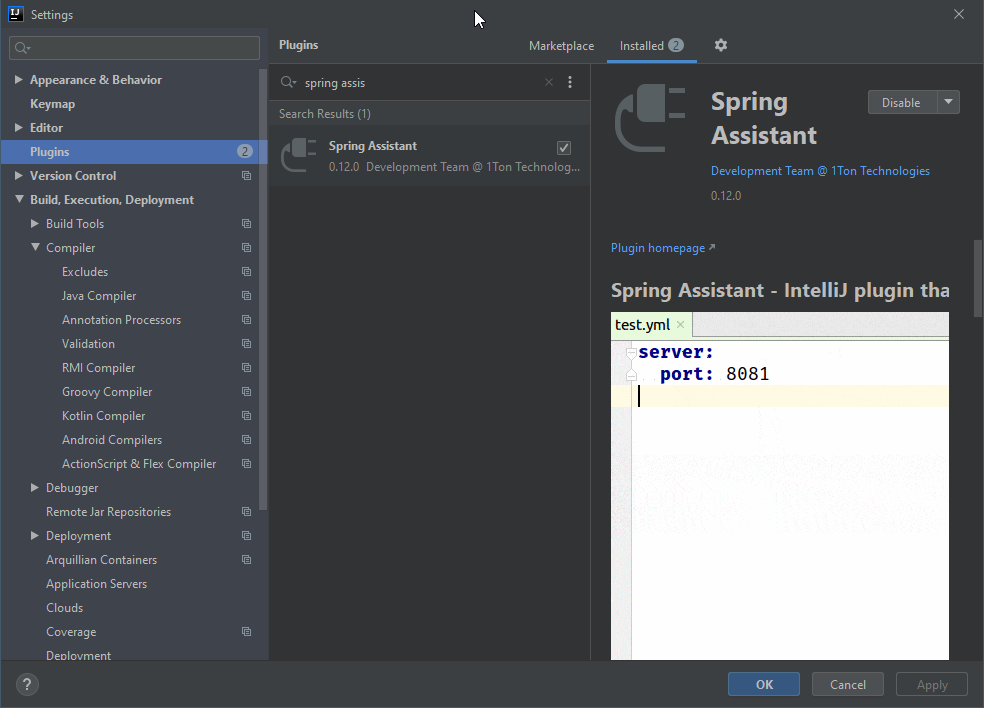 Settings
Appearance & Behavior
Keymap
Editor
Plugins 2
Version Control
Build, Execution, Deployment
Build Tools
Compiler
Excludes
Java Compiler
Annotation Processors
Validation
RMI Compiler
Groovy Compiler
Kotlin Compiler
Android Compilers
ActionScript & Flex Compiler
Debugger
Remote Jar Repositories
Deployment
Arquillian Containers
Application Servers
Clouds
Coverage
Deployment
Plugins
Marketplace
Installed 2
spring assis
Search Results (1)
Spring Assistant
0.12.0 Development Team @ 1Ton Technolog...
Spring
Assistant
Disable
Development Team @ 1Ton Technologies
0.12.0
Plugin homepage
Spring Assistant - IntelliJ plugin tha
test.yml
server:
port: 8081
?
OK
Cancel
Apply